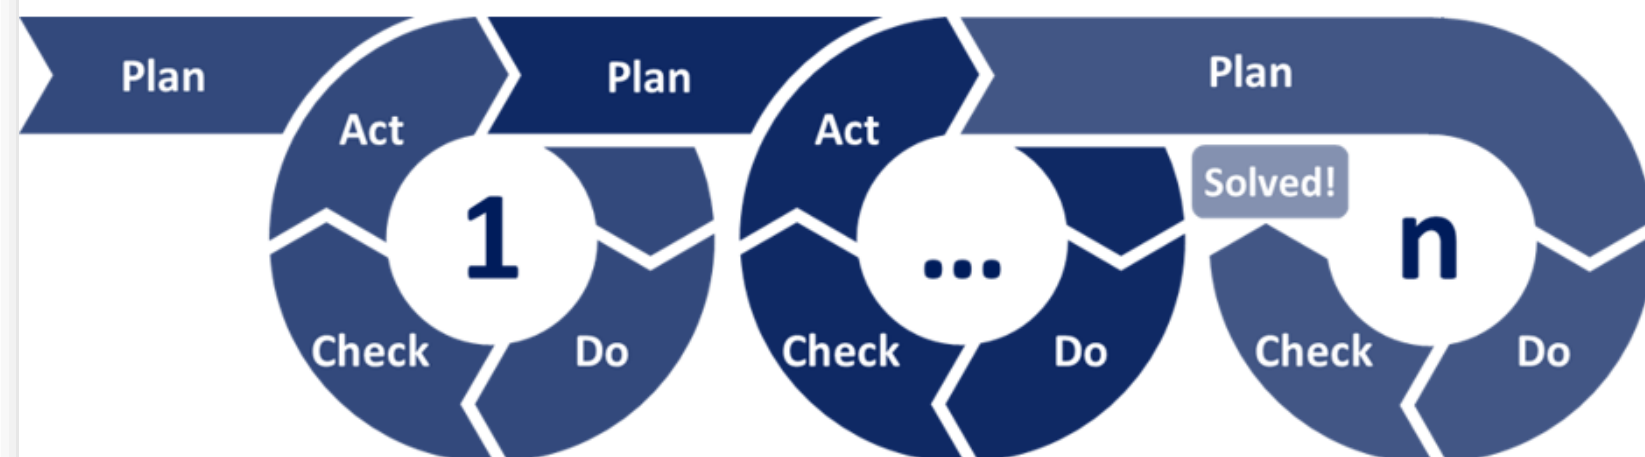 Plan
Plan
Plan
Act
Act
Solved!
1
...
n
Check
Do
Check
Do
Check
Do